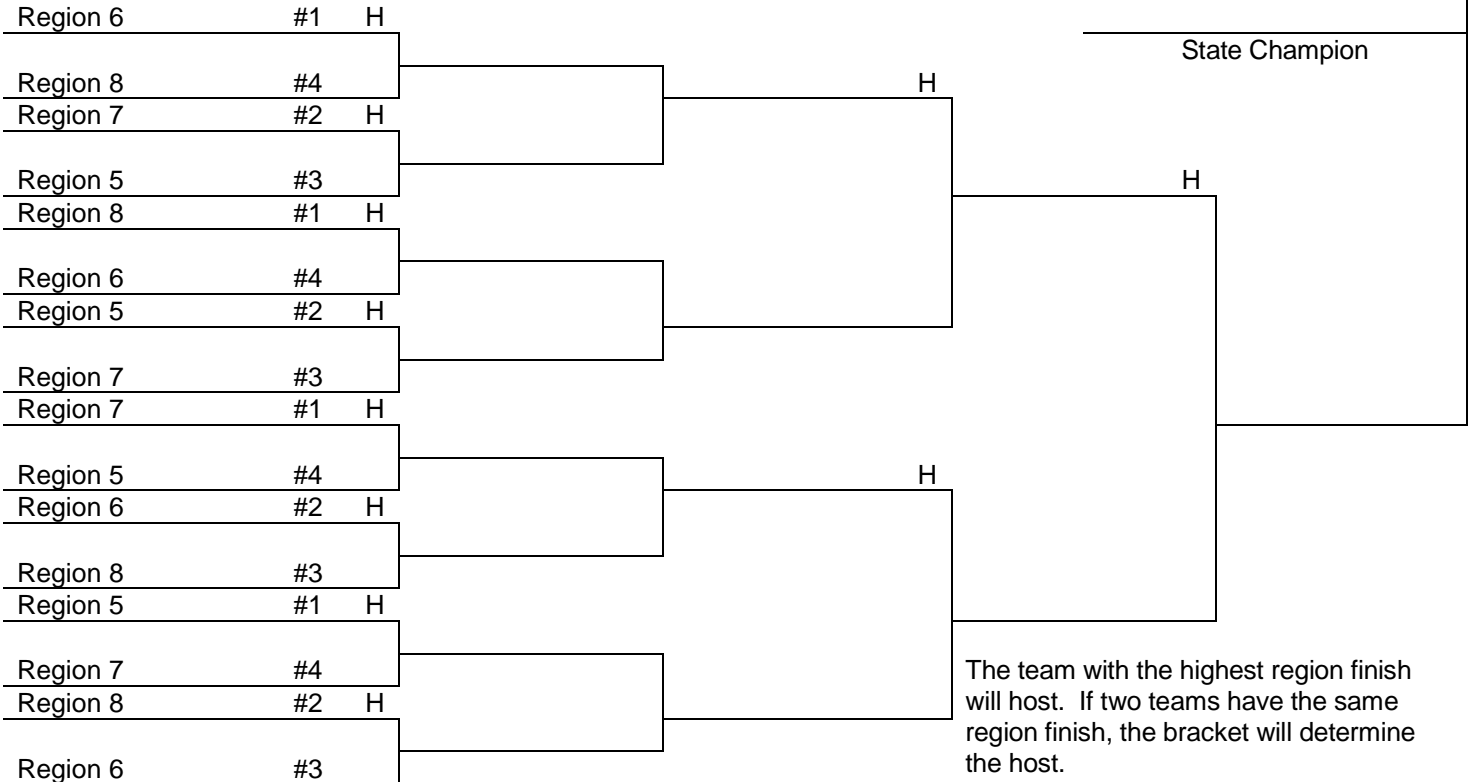 Region 6 #1 H
State Champion
Region 8 #4 H
Region 7 #2 H
Region 5 #3 H
Region 8 #1 H
Region 6 #4
Region 5 #2 H
Region 7 #3
Region 7 #1 H
Region 5 #4 H
Region 6 #2 H
Region 8 #3
Region 5 #1 H
Region 7 #4
Region 8 #2 H
Region 6 #3
The team with the highest region finish
will host. If two teams have the same
region finish, the bracket will determine
the host.